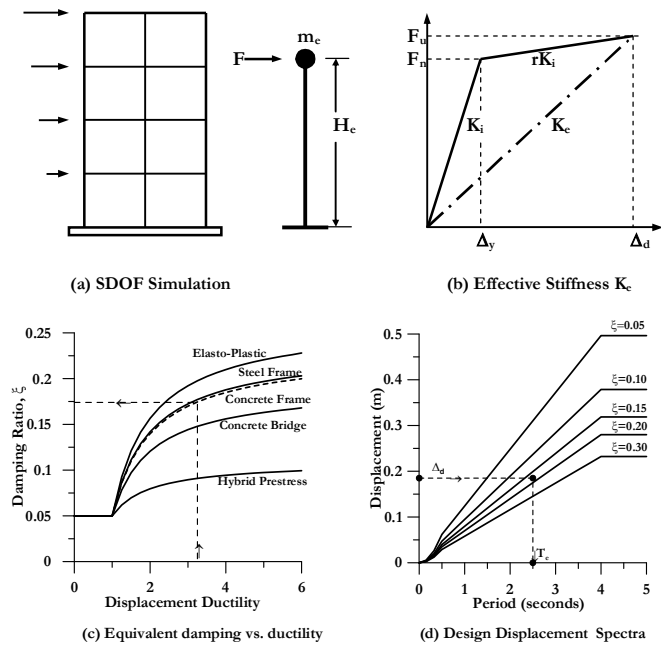 mₑ
F
Hₑ
(a) SDOF Simulation
Fᵤ
Fₙ
rKᵢ
Kᵢ
Kₑ
Δy
Δd
(b) Effective Stiffness Kₑ
0.25
0.2
0.15
0.1
0.05
0
Damping Ratio, ξ
Elasto-Plastic
Steel Frame
Concrete Frame
Concrete Bridge
Hybrid Prestress
0
2
4
6
Displacement Ductility
(c) Equivalent damping vs. ductility
0.5
0.4
0.3
0.2
0.1
0
Displacement (m)
ξ=0.05
ξ=0.10
ξ=0.15
ξ=0.20
ξ=0.30
Δd
Tₑ
0
1
2
3
4
5
Period (seconds)
(d) Design Displacement Spectra